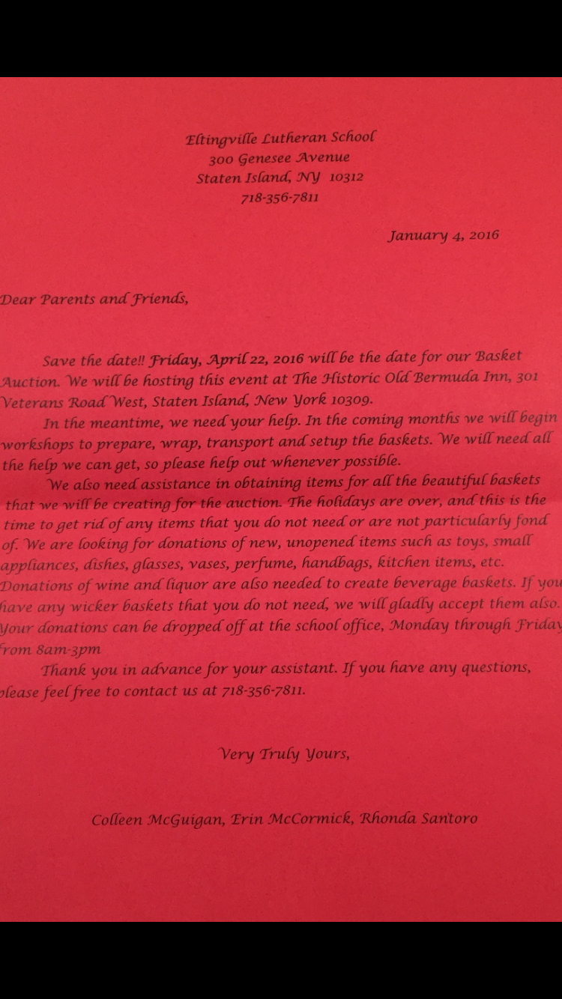 Eltingville Lutheran School
300 Genesee Avenue
Staten Island, NY 10312
718-356-7811
January 4, 2016
Dear Parents and Friends,
Save the date!! Friday, April 22, 2016 will be the date for our Basket
Auction. We will be hosting this event at The Historic Old Bermuda Inn, 301
Veterans Road West, Staten Island, New York 10309.
In the meantime, we need your help. In the coming months we will begin
workshops to prepare, wrap, transport and setup the baskets. We will need all
the help we can get, so please help out whenever possible.
We also need assistance in obtaining items for all the beautiful baskets
that we will be creating for the auction. The holidays are over, and this is the
time to get rid of any items that you do not need or are not particularly fond
of. We are looking for donations of new, unopened items such as toys, small
appliances, dishes, glasses, vases, perfume, handbags, kitchen items, etc.
Donations of wine and liquor are also needed to create beverage baskets. If you
have any wicker baskets that you do not need, we will gladly accept them also.
Your donations can be dropped off at the school office, Monday through Friday
from 8am-3pm
Thank you in advance for your assistant. If you have any questions,
please feel free to contact us at 718-356-7811.
Very Truly Yours,
Colleen McGuigan, Erin McCormick, Rhonda Santoro